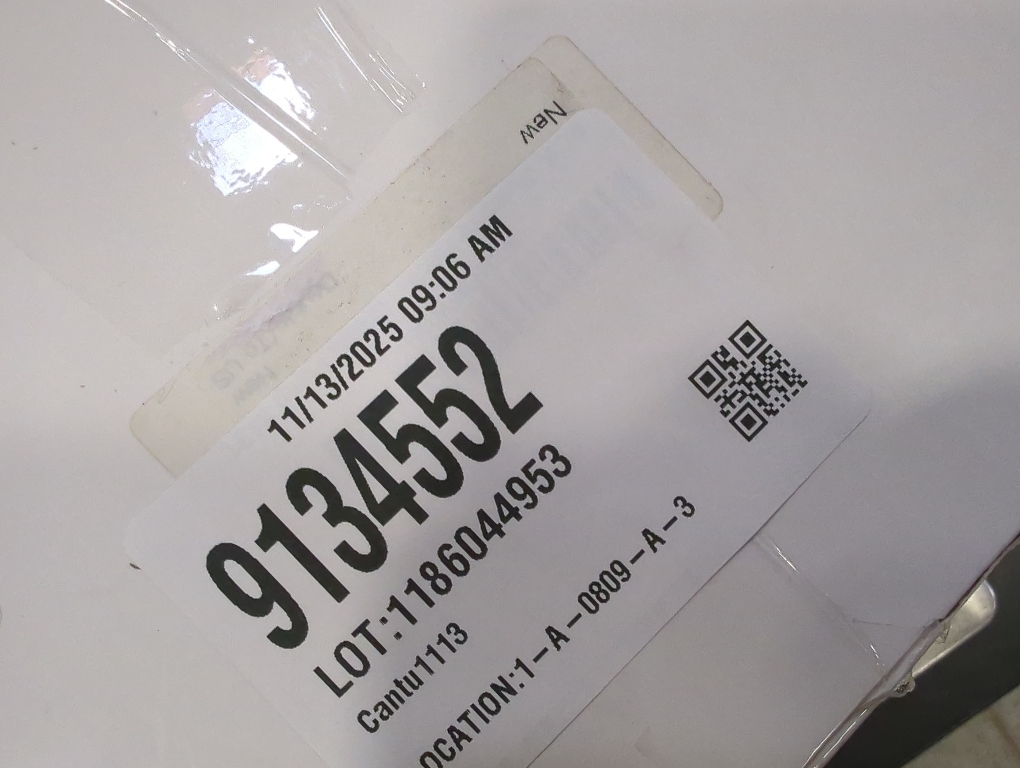 New
11/13/2025 09:06 AM
9134552
LOT:1186044953
Cantu1113
OCATION:1-A-0809-A-3